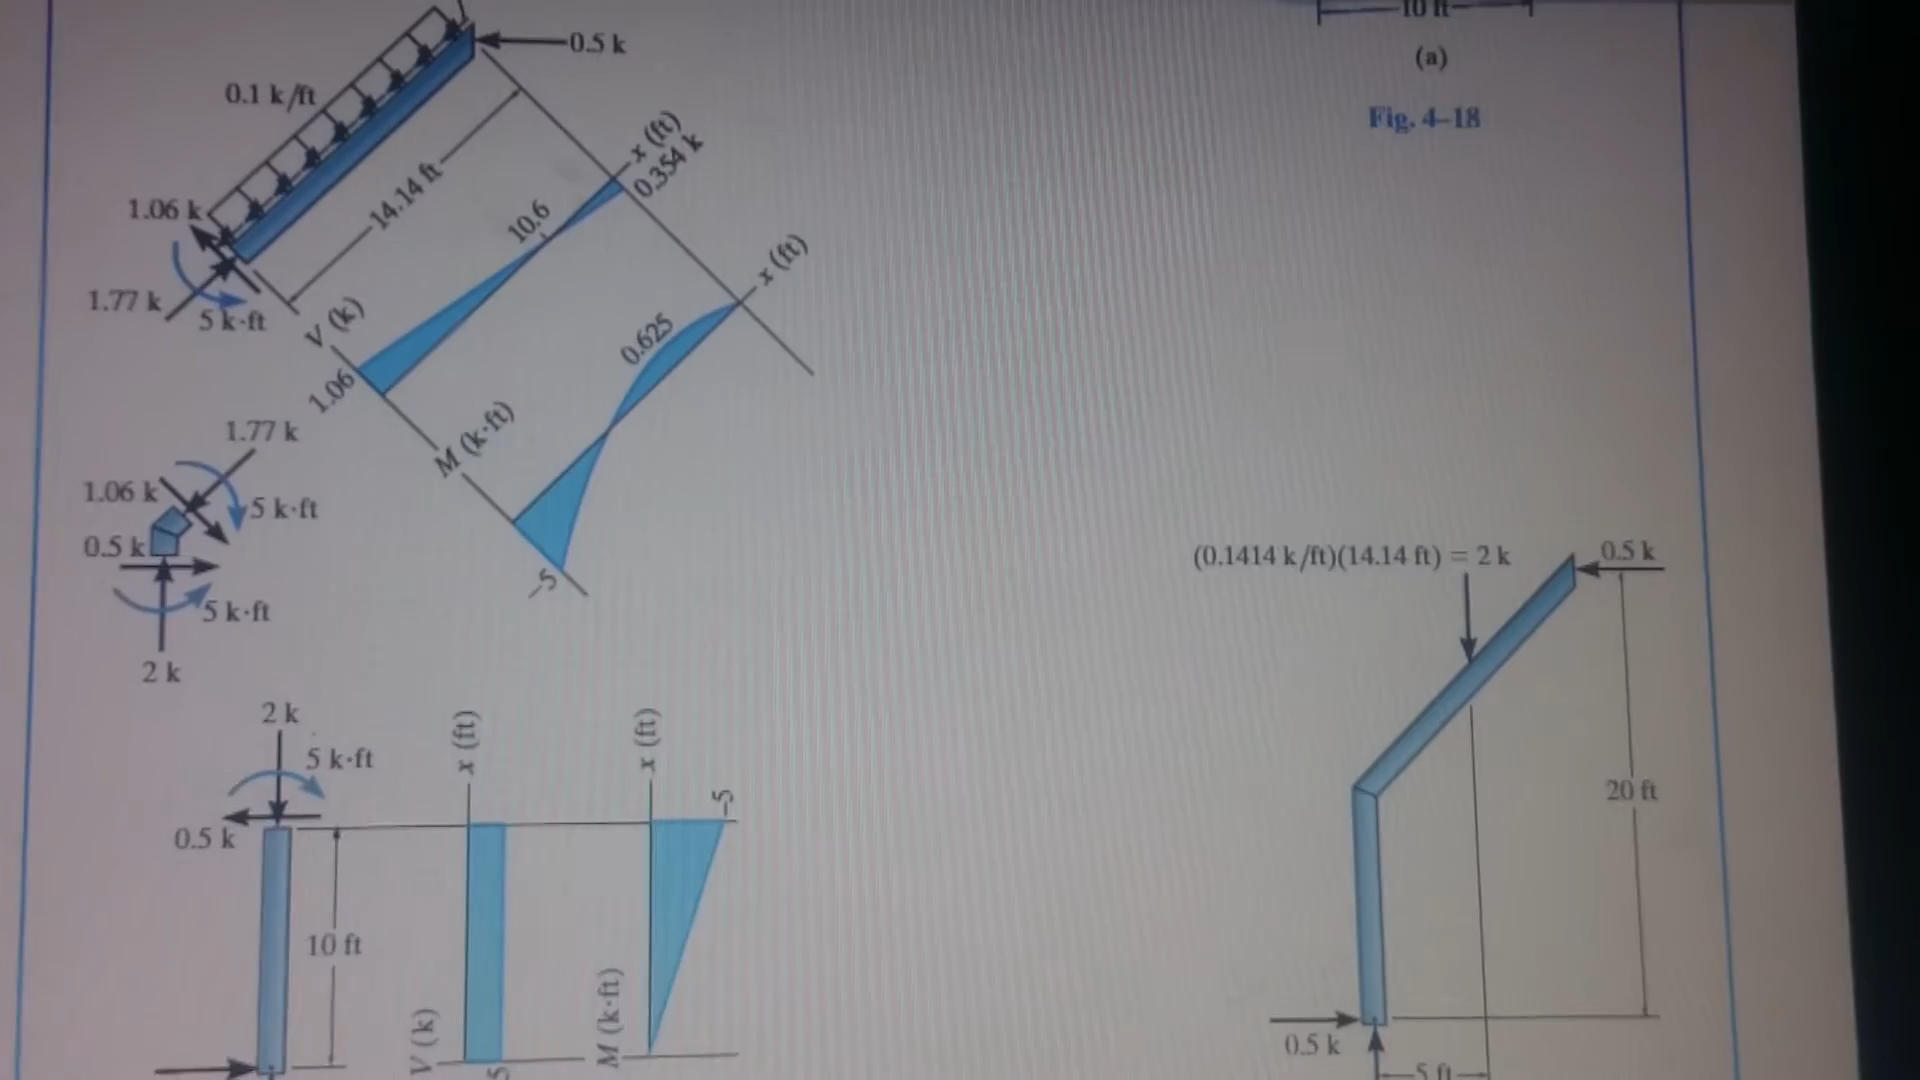 0.5 k
0.1 k/ft
14.14 ft
1.06 k
1.77 k
5 k·ft
x (ft)
0.354 k
10.6
V (k)
1.06
x (ft)
0.625
M (k·ft)
-5
1.77 k
1.06 k
5 k·ft
0.5 k
5 k·ft
2 k
2 k
5 k·ft
0.5 k
10 ft
x (ft)
V (k)
x (ft)
-5
M (k·ft)
10 ft
(a)
Fig. 4–18
(0.1414 k/ft)(14.14 ft) = 2 k
0.5 k
20 ft
0.5 k
5 ft